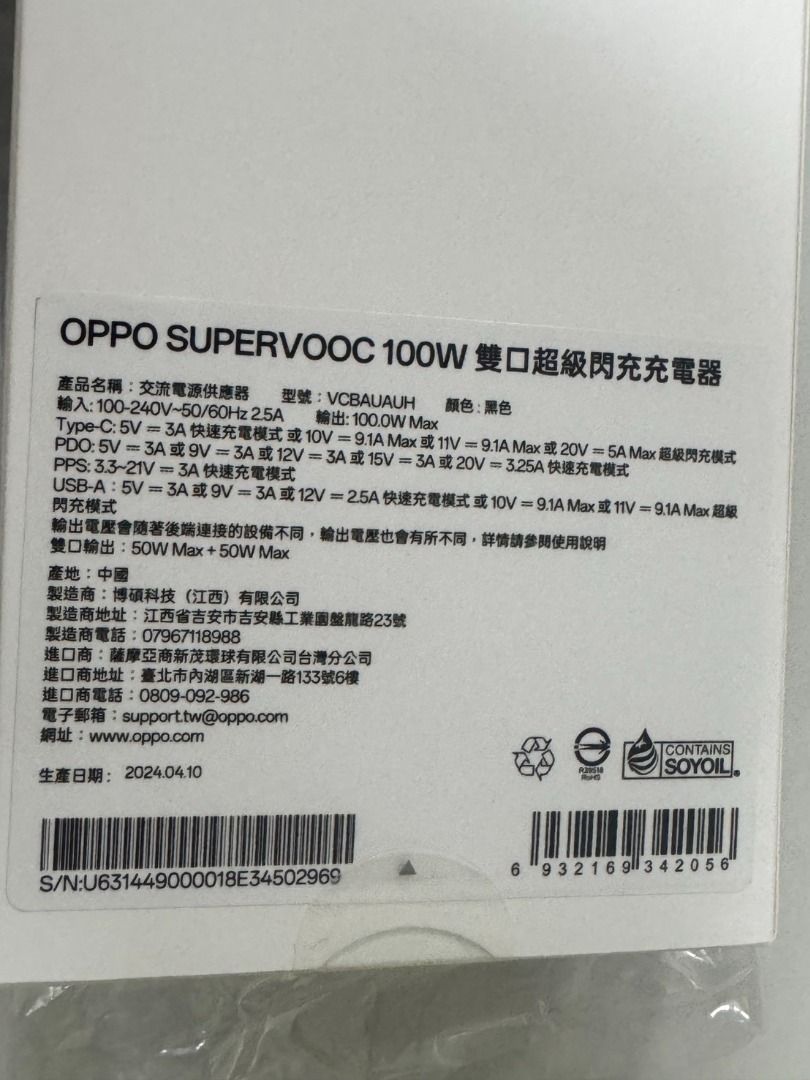 OPPO SUPERVOOC 100W 雙口超級閃充充電器
產品名稱：交流電源供應器 型號：VCBAUAUH 顏色：黑色
輸入: 100-240V~50/60Hz 2.5A 輸出: 100.0W Max
Type-C: 5V ⎓ 3A 快速充電模式 或 10V ⎓ 9.1A Max 或 11V ⎓ 9.1A Max 或 20V ⎓ 5A Max 超級閃充模式
PDO: 5V ⎓ 3A 或 9V ⎓ 3A 或 12V ⎓ 3A 或 15V ⎓ 3A 或 20V ⎓ 3.25A 快速充電模式
PPS: 3.3~21V ⎓ 3A 快速充電模式
USB-A：5V ⎓ 3A 或 9V ⎓ 3A 或 12V ⎓ 2.5A 快速充電模式 或 10V ⎓ 9.1A Max 或 11V ⎓ 9.1A Max 超級
閃充模式
輸出電壓會隨著後端連接的設備不同，輸出電壓也會有所不同，詳情請參閱使用說明
雙口輸出：50W Max + 50W Max
產地：中國
製造商：博碩科技（江西）有限公司
製造商地址：江西省吉安市吉安縣工業園盤龍路23號
製造商電話：07967118988
進口商：薩摩亞商新茂環球有限公司台灣分公司
進口商地址：臺北市內湖區新湖一路133號6樓
進口商電話：0809-092-986
電子郵箱：support.tw@oppo.com
網址：www.oppo.com
生產日期： 2024.04.10
R39518
RoHS
CONTAINS
SOYOIL
S/N:U631449000018E34502969
6 932169 342056